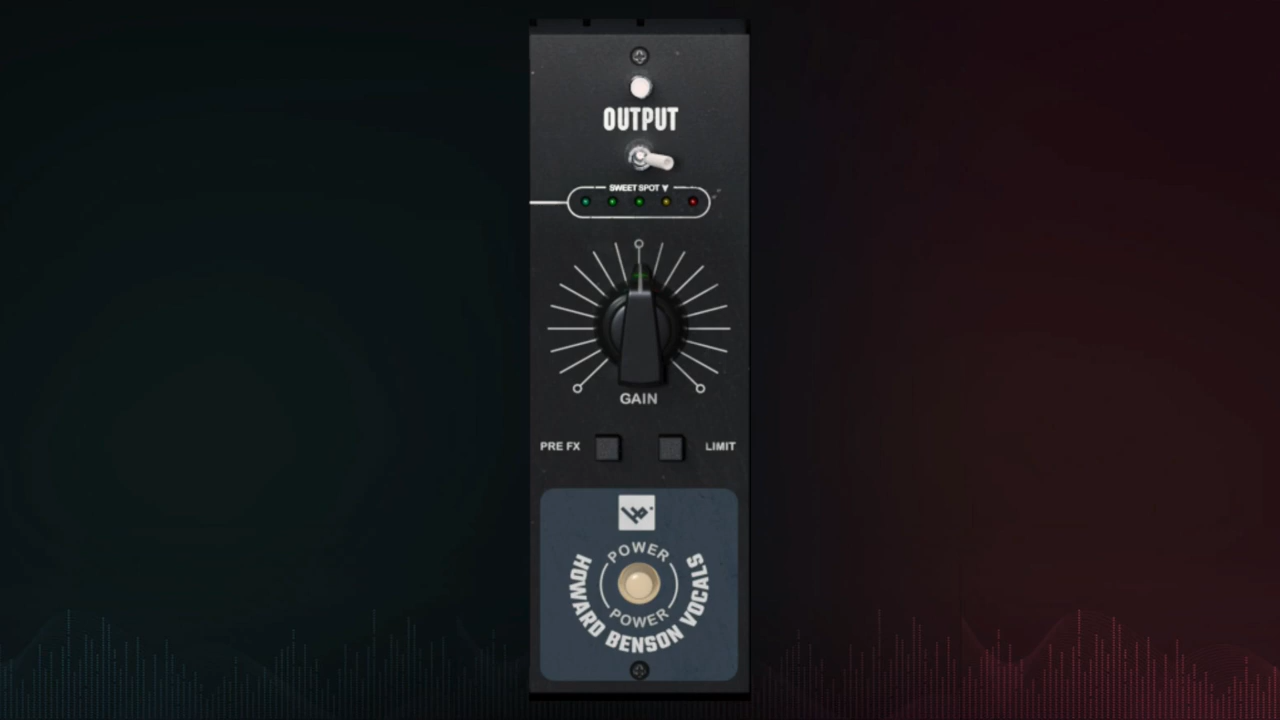 OUTPUT
SWEET SPOT
GAIN
PRE FX
LIMIT
POWER
POWER
HOWARD BENSON VOCALS